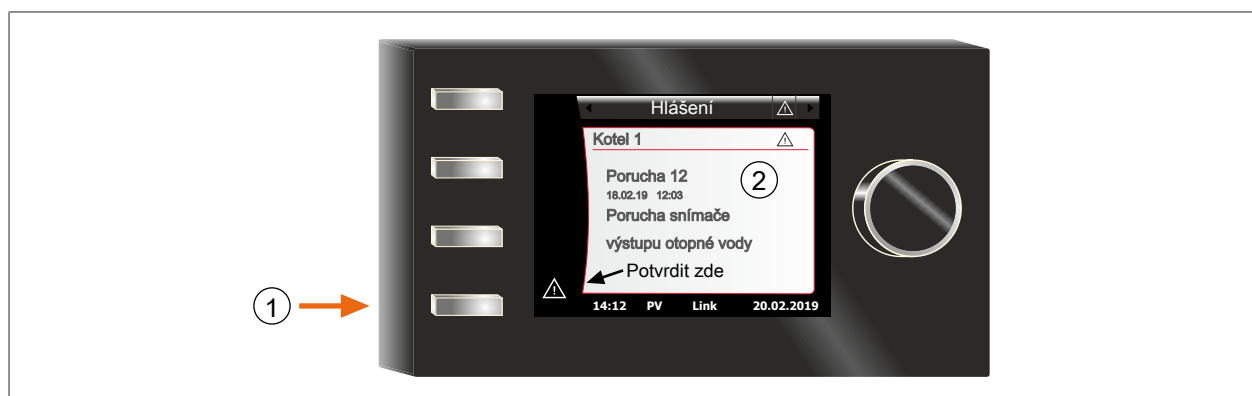 Hlášení
Kotel 1
Porucha 12
18.02.19 12:03
Porucha snímače
výstupu otopné vody
Potvrdit zde
14:12 PV Link 20.02.2019
1
2